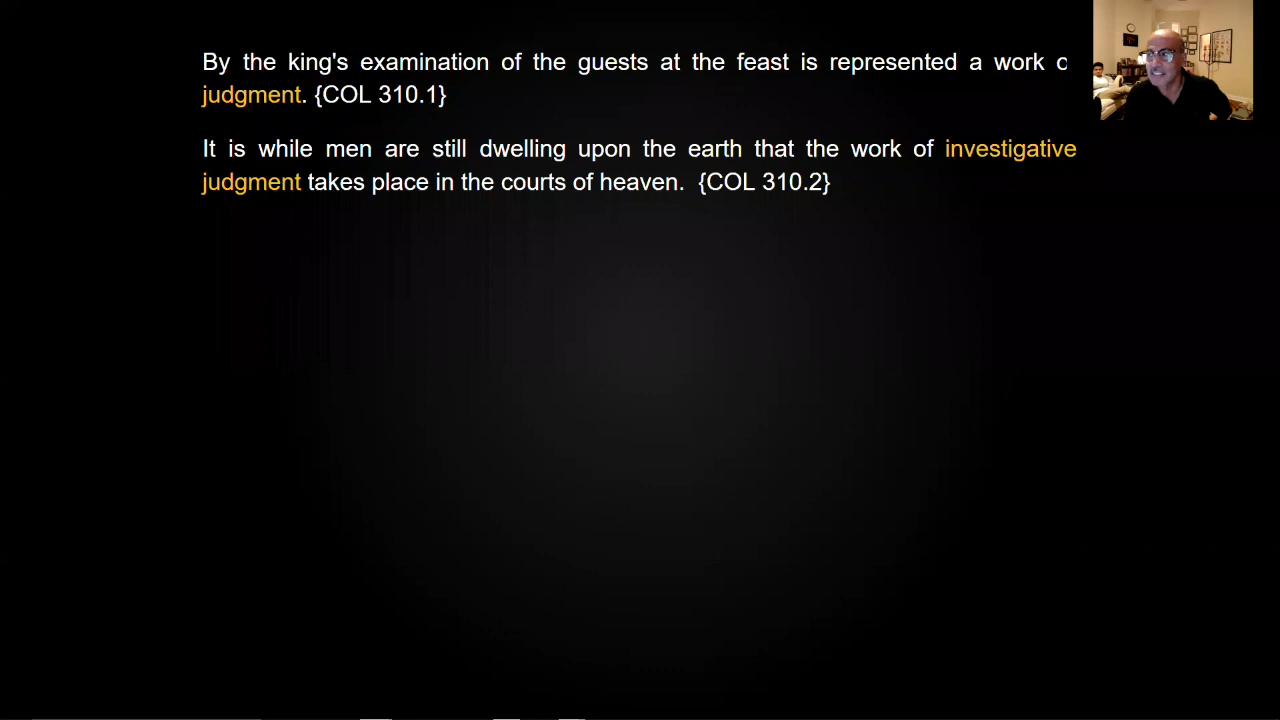 By the king's examination of the guests at the feast is represented a work
judgment. {COL 310.1}
It is while men are still dwelling upon the earth that the work of investigative
judgment takes place in the courts of heaven. {COL 310.2}